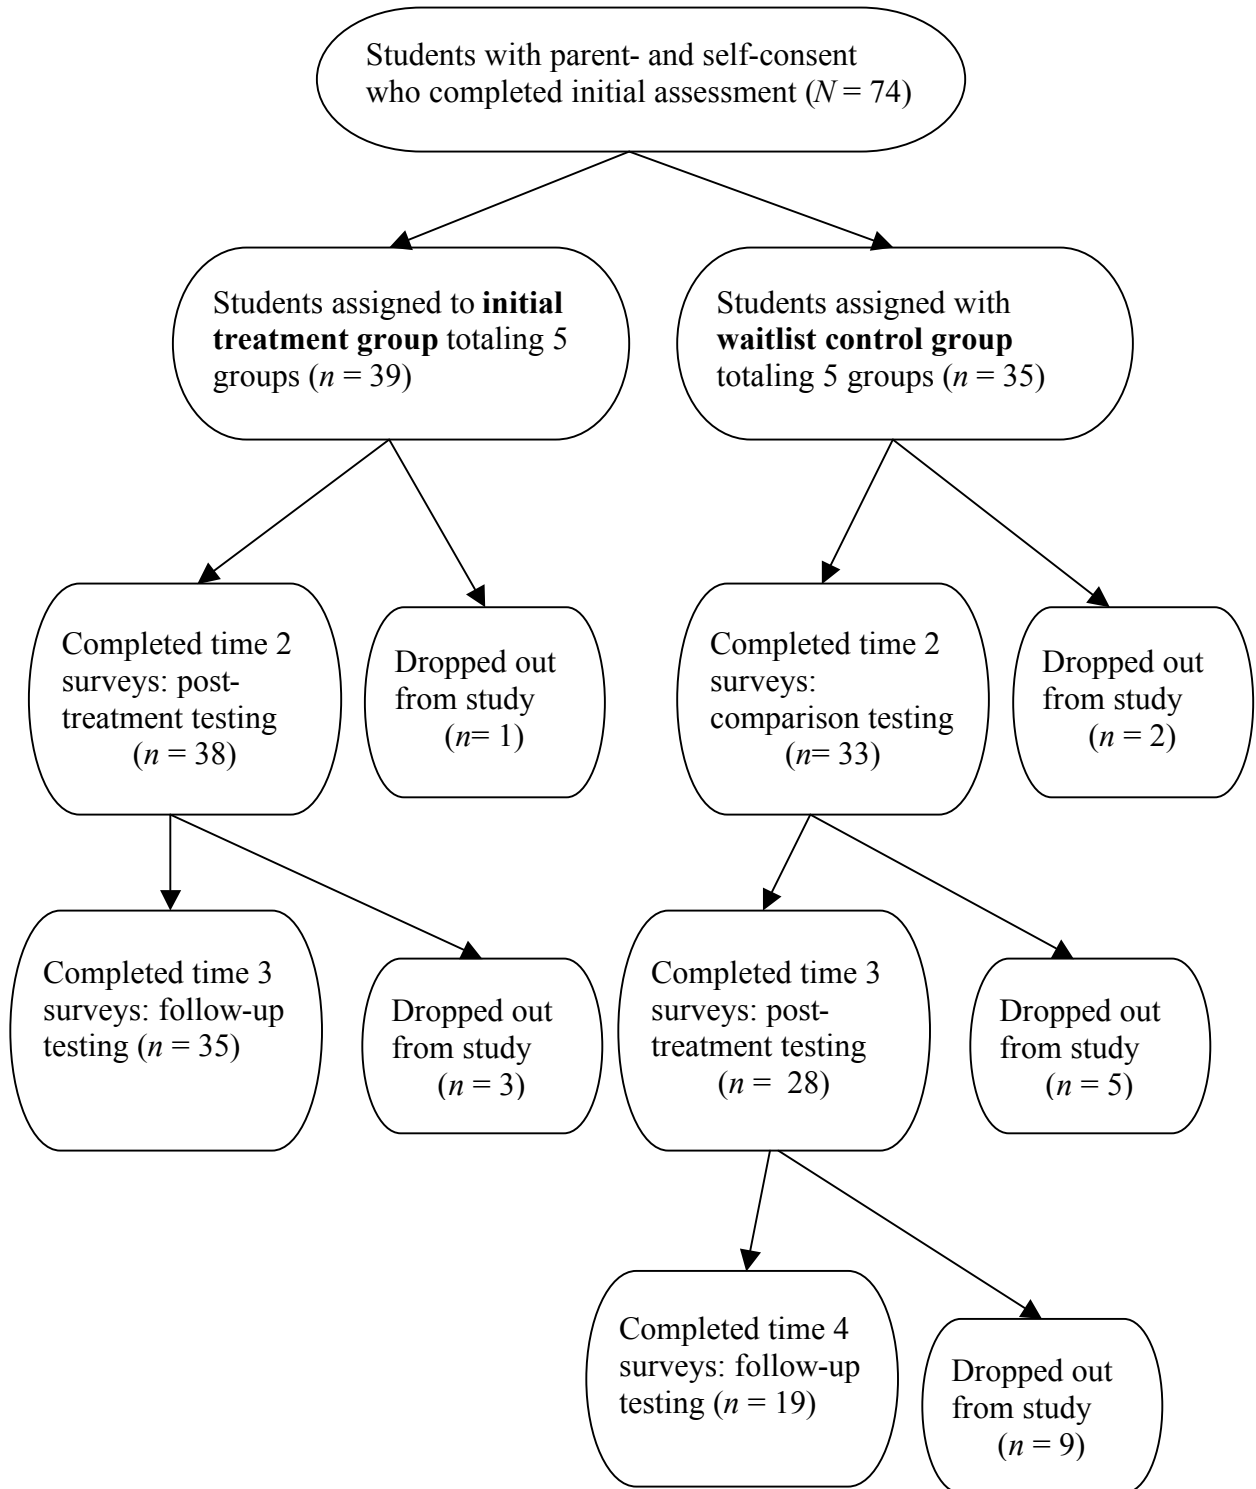 Students with parent- and self-consent
who completed initial assessment (N = 74)
Students assigned to initial
treatment group totaling 5
groups (n = 39)
Students assigned with
waitlist control group
totaling 5 groups (n = 35)
Completed time 2
surveys: post-
treatment testing
(n = 38)
Dropped out
from study
(n= 1)
Completed time 2
surveys:
comparison testing
(n= 33)
Dropped out
from study
(n = 2)
Completed time 3
surveys: follow-up
testing (n = 35)
Dropped out
from study
(n = 3)
Completed time 3
surveys: post-
treatment testing
(n =  28)
Dropped out
from study
(n = 5)
Completed time 4
surveys: follow-up
testing (n = 19)
Dropped out
from study
(n = 9)